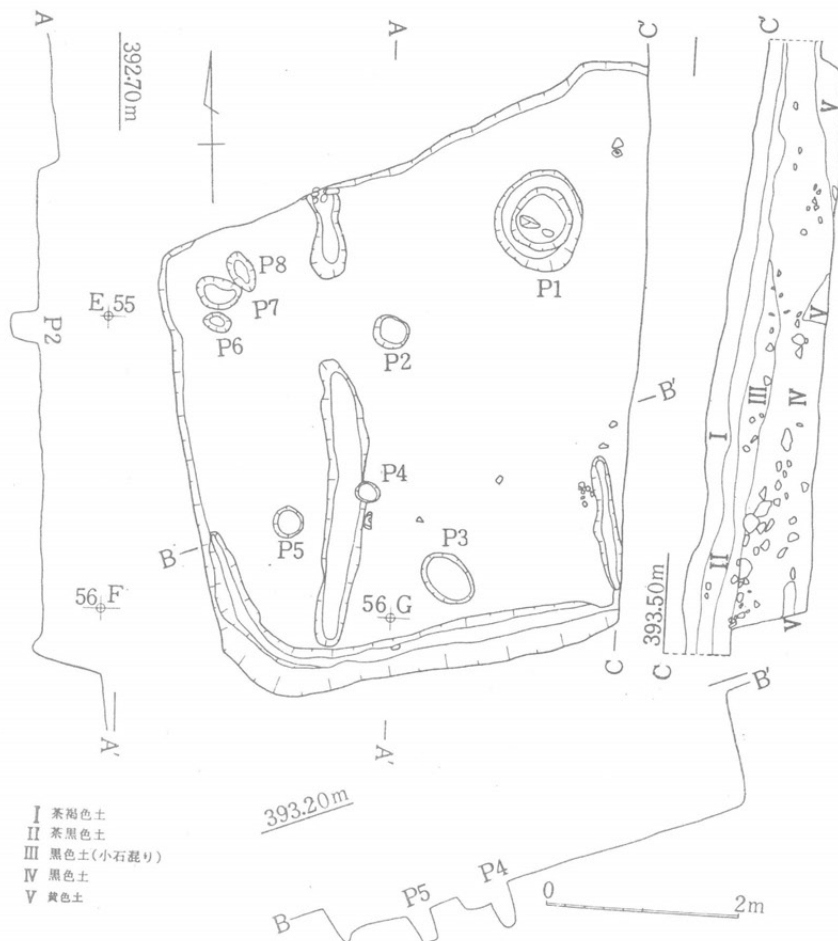 A
A
C'
C'
392.70m
V
P8
P1
E 55
P7
P2
P6
P2
V
B'
III
IV
I
P4
P5
P3
B
II
56 F
56 G
393.50m
V
C
C
B'
A'
A'
393.20m
I 茶褐色土
II 茶黒色土
III 黒色土(小石混り)
IV 黒色土
V 黄色土
P4
P5
0 2m
B